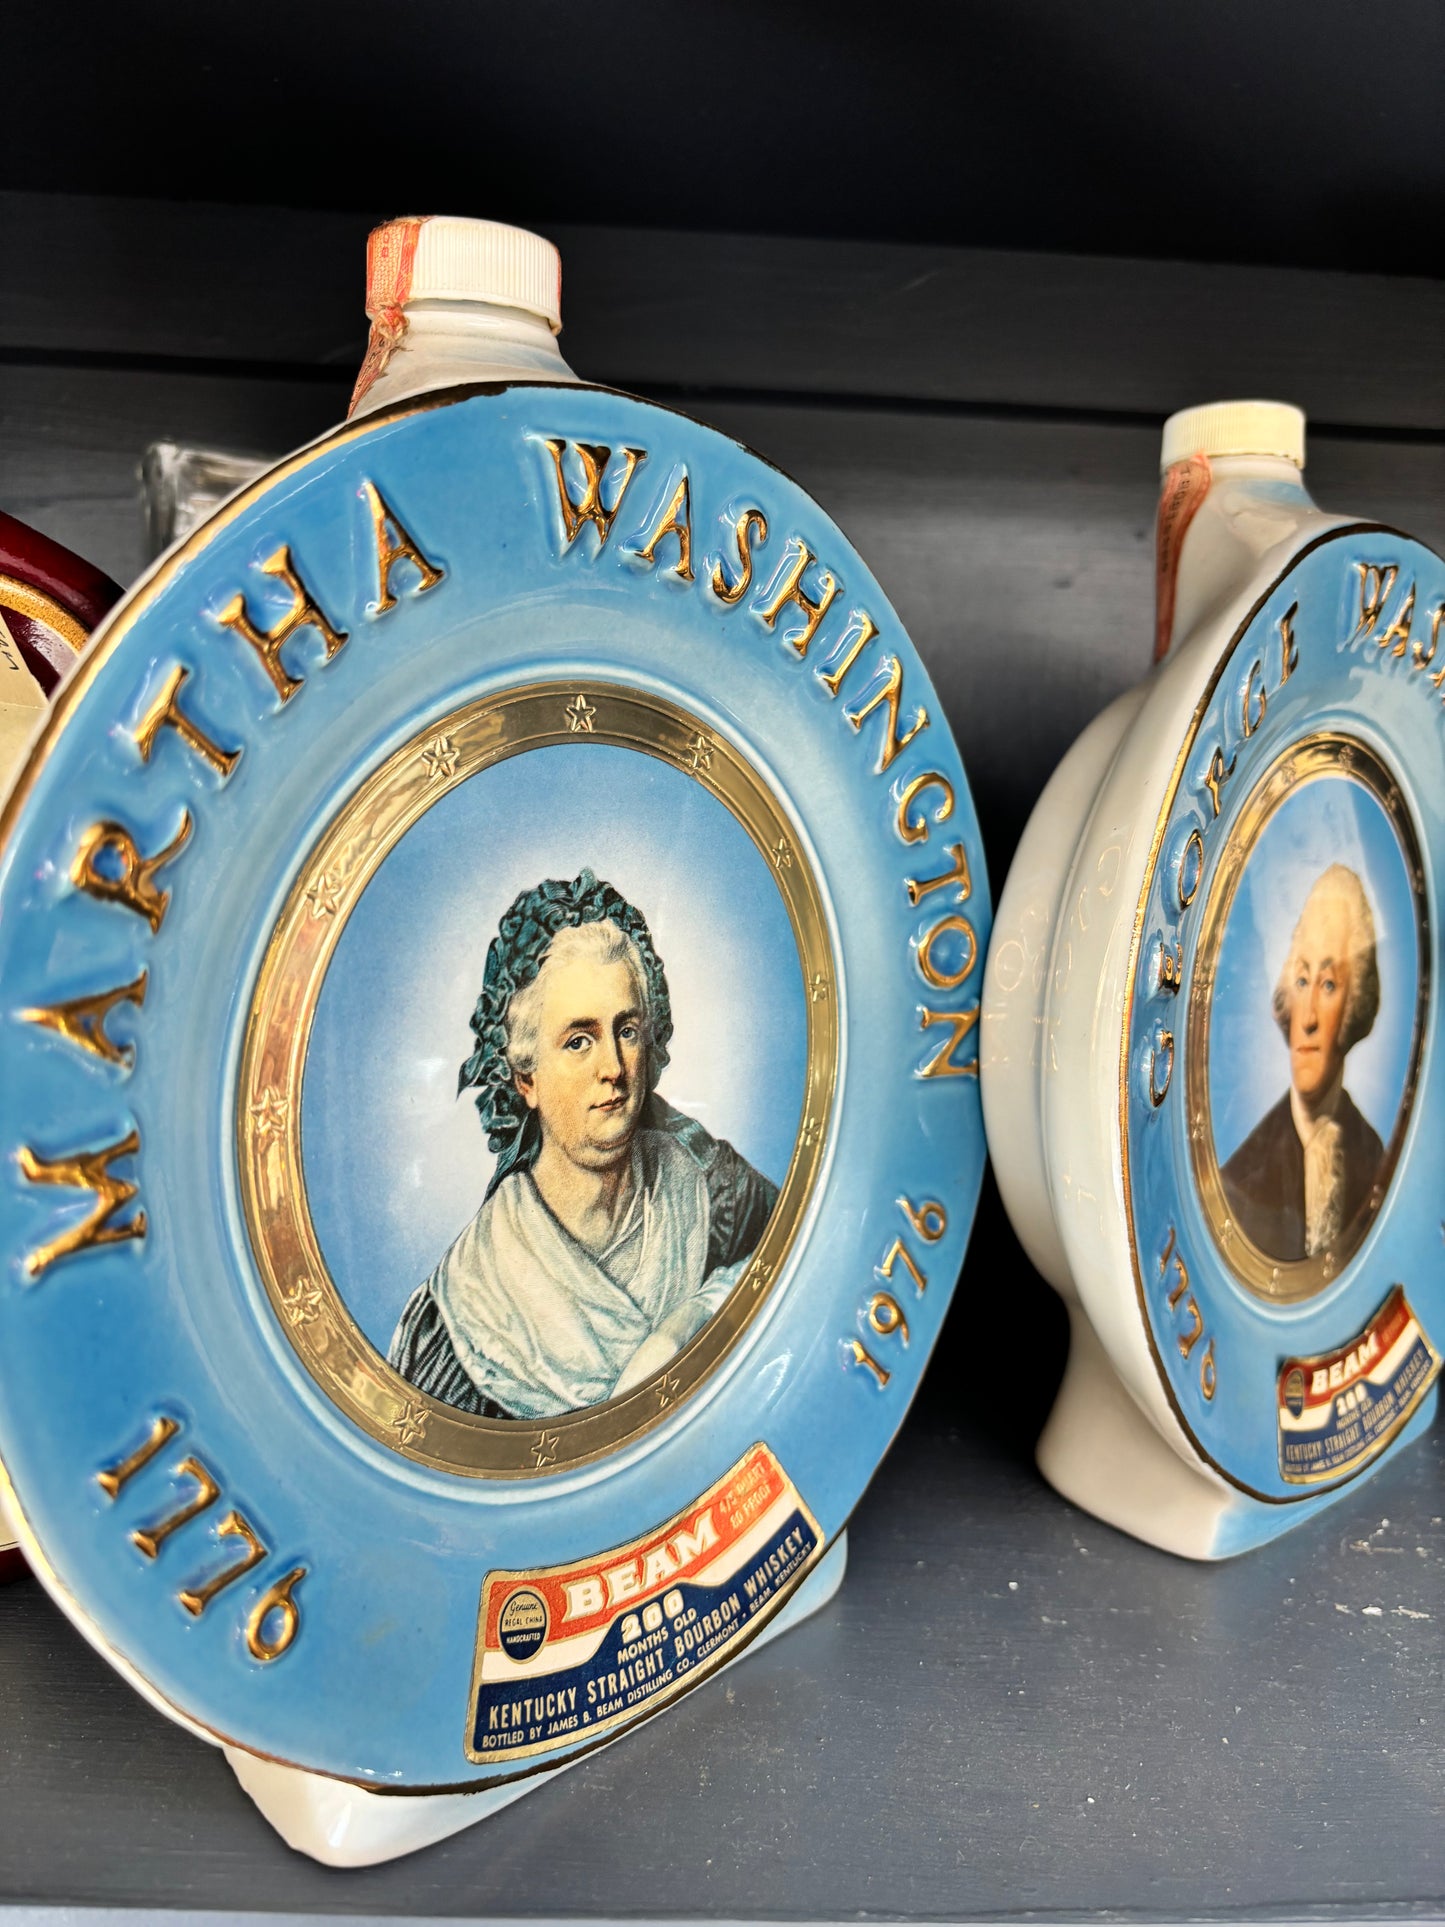 MARTHA WASHINGTON
1776
1976
Genuine
REGAL CHINA
HANDCRAFTED
BEAM
4/5 QUART
80 PROOF
200
MONTHS OLD
KENTUCKY STRAIGHT BOURBON WHISKEY
BOTTLED BY JAMES B. BEAM DISTILLING CO., CLERMONT • BEAM, KENTUCKY
GEORGE WAS
1776
BEAM
200
MONTHS OLD
KENTUCKY STRAIGHT BOURBON WHISKEY